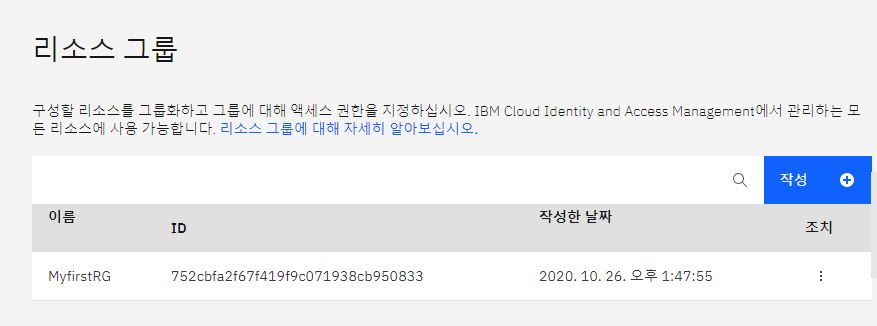 리소스 그룹
구성할 리소스를 그룹화하고 그룹에 대해 액세스 권한을 지정하십시오. IBM Cloud Identity and Access Management에서 관리하는 모
든 리소스에 사용 가능합니다. 리소스 그룹에 대해 자세히 알아보십시오.
작성
이름 ID 작성한 날짜 조치
MyfirstRG 752cbfa2f67f419f9c071938cb950833 2020. 10. 26. 오후 1:47:55